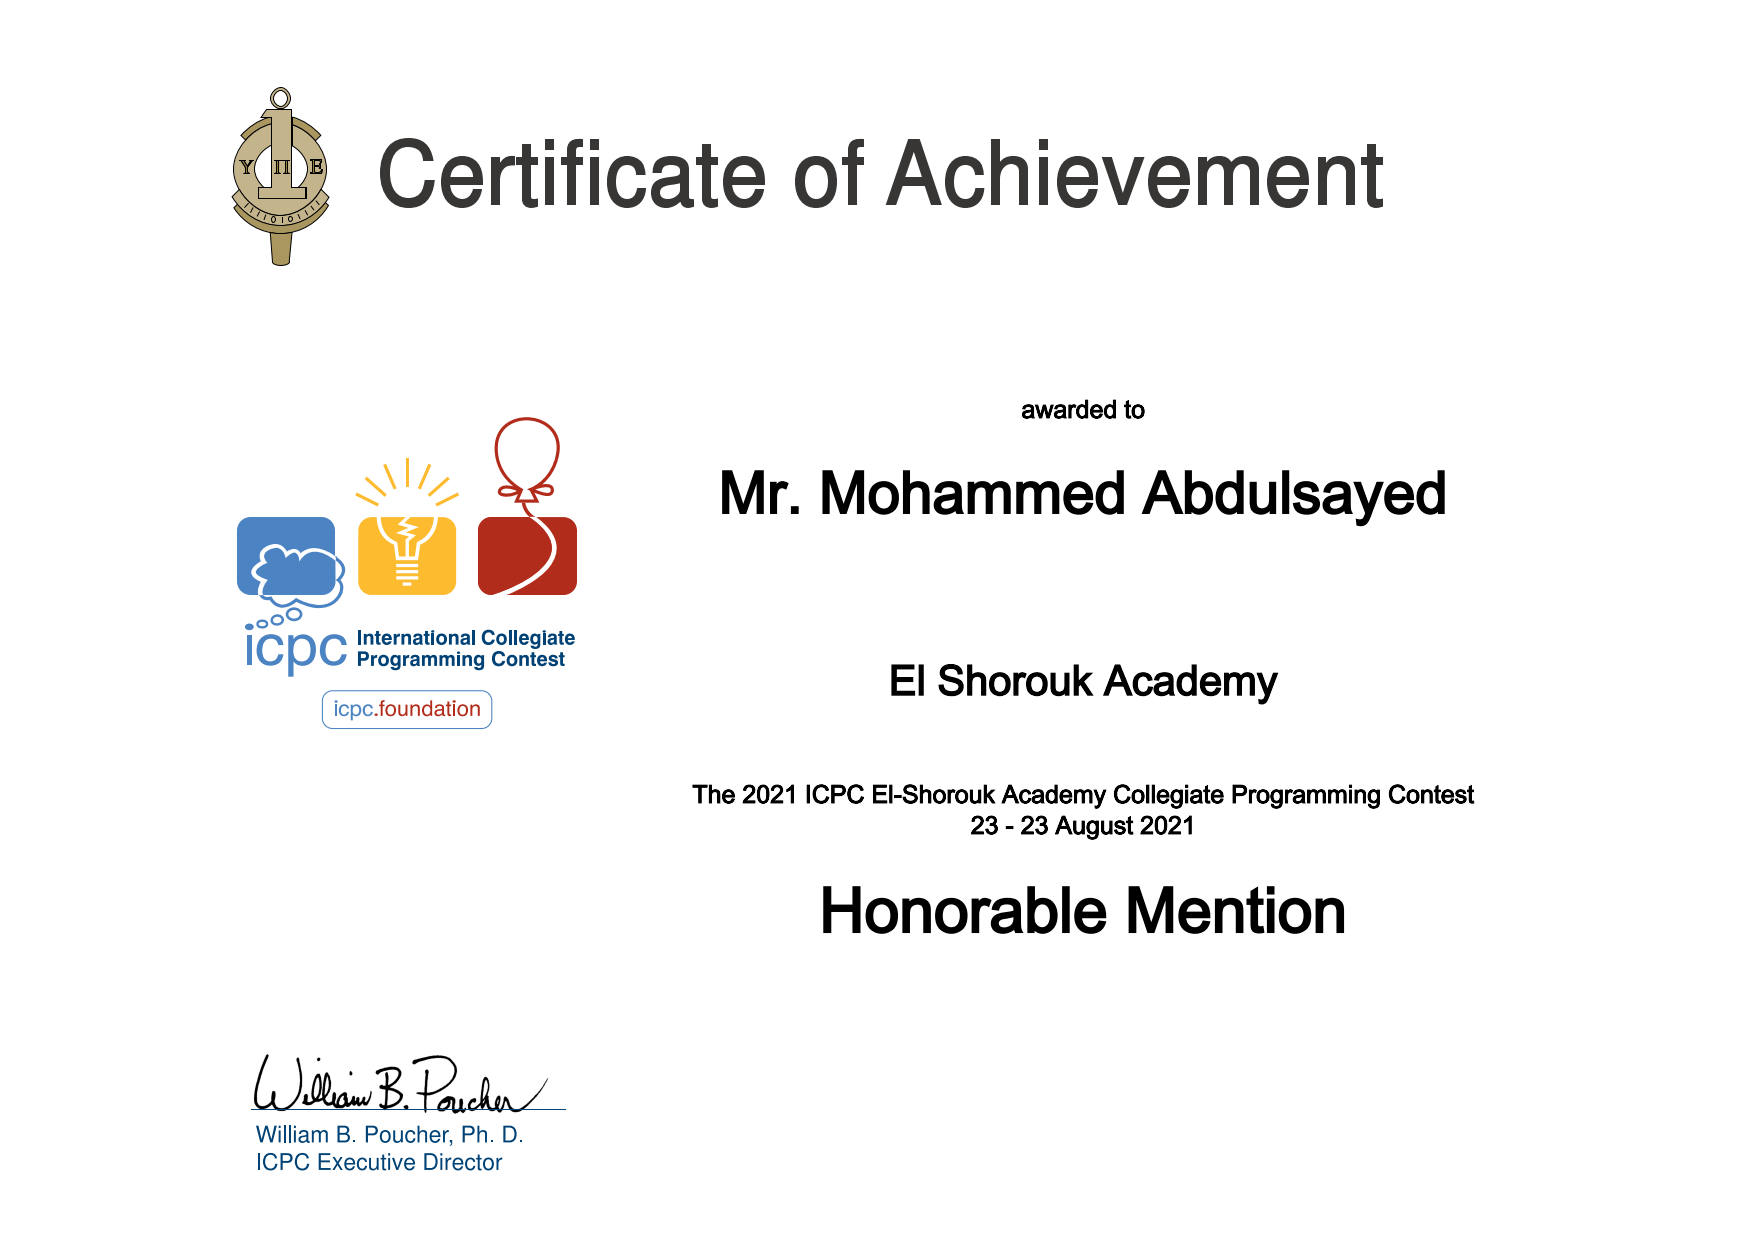 Υ Π Ε
11110101111
Certificate of Achievement
awarded to
Mr. Mohammed Abdulsayed
El Shorouk Academy
The 2021 ICPC El-Shorouk Academy Collegiate Programming Contest
23 - 23 August 2021
Honorable Mention
icpc International Collegiate
Programming Contest
icpc.foundation
William B. Poucher
William B. Poucher, Ph. D.
ICPC Executive Director